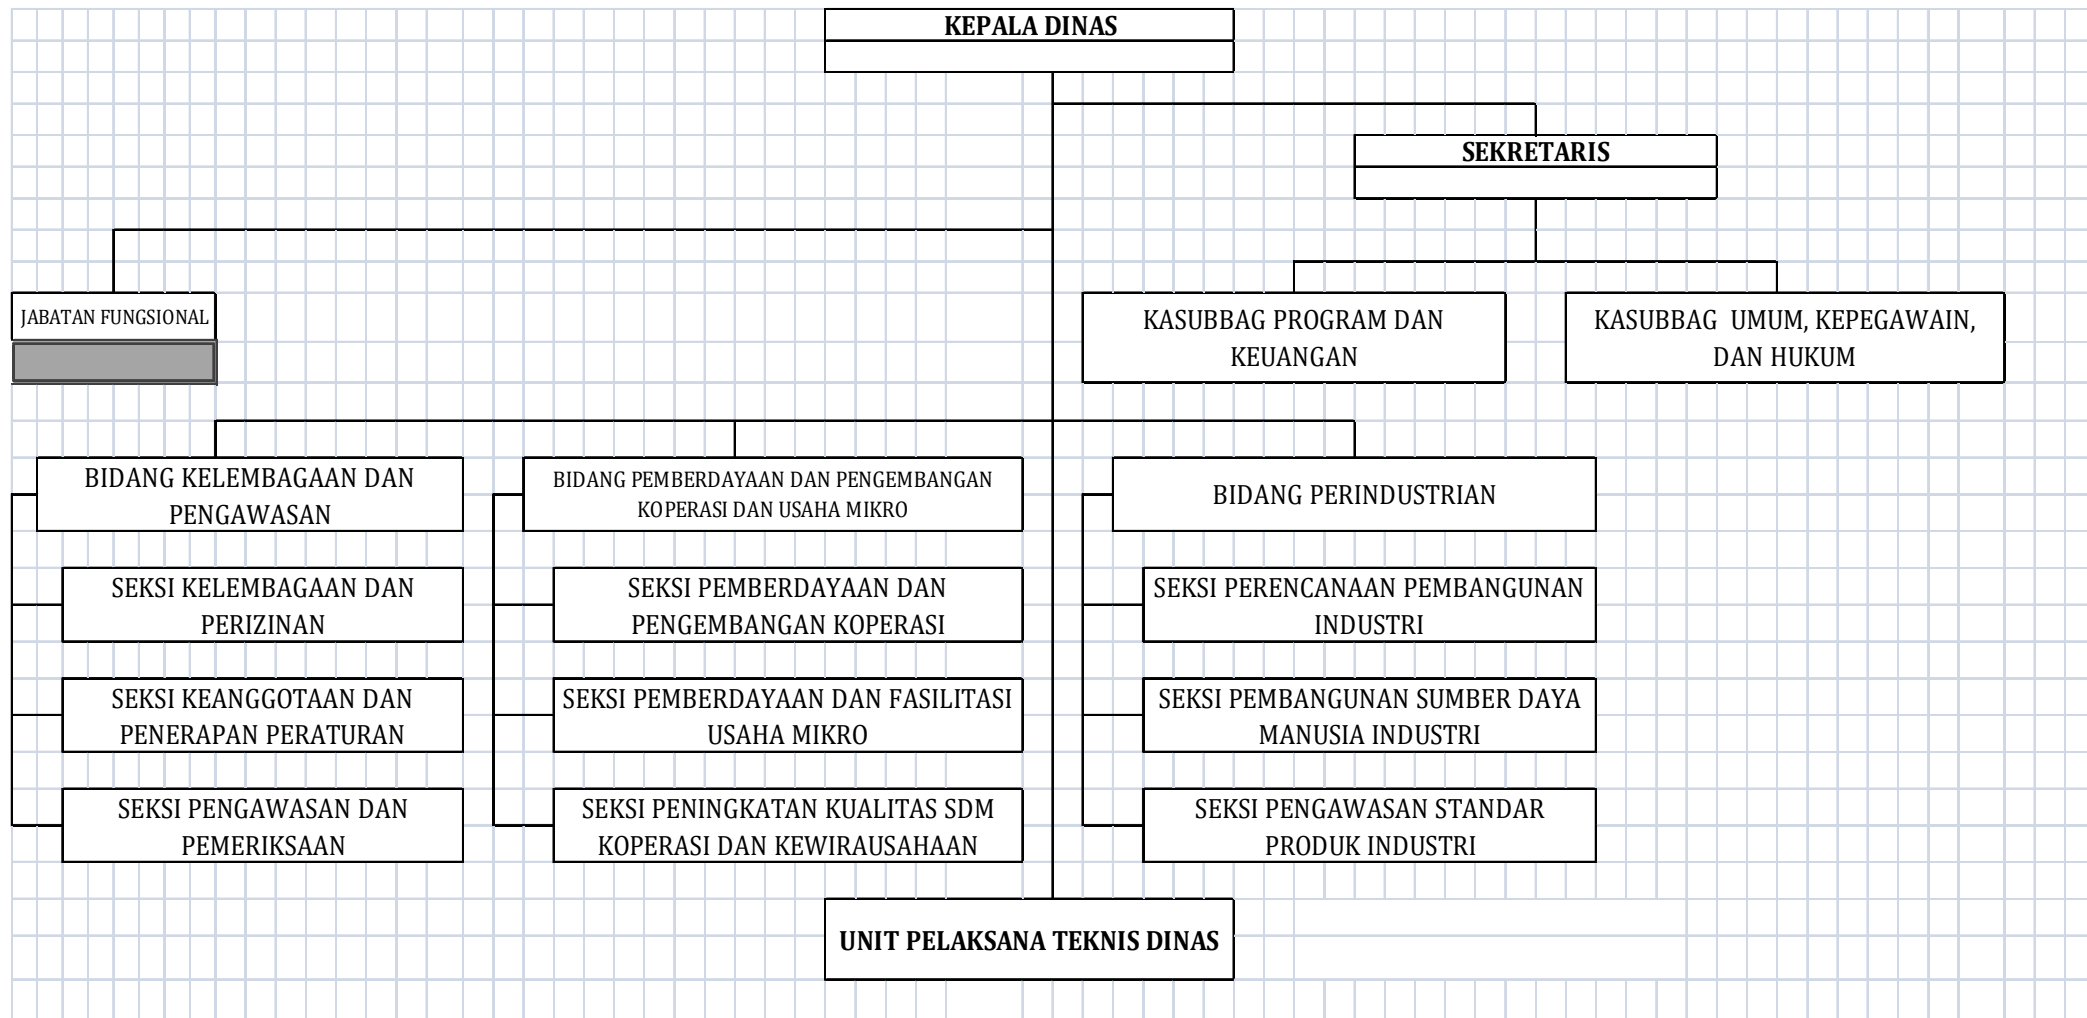 KEPALA DINAS
SEKRETARIS
JABATAN FUNGSIONAL
KASUBBAG PROGRAM DAN
KEUANGAN
KASUBBAG  UMUM, KEPEGAWAIN,
DAN HUKUM
BIDANG KELEMBAGAAN DAN
PENGAWASAN
BIDANG PEMBERDAYAAN DAN PENGEMBANGAN
KOPERASI DAN USAHA MIKRO
BIDANG PERINDUSTRIAN
SEKSI KELEMBAGAAN DAN
PERIZINAN
SEKSI PEMBERDAYAAN DAN
PENGEMBANGAN KOPERASI
SEKSI PERENCANAAN PEMBANGUNAN
INDUSTRI
SEKSI KEANGGOTAAN DAN
PENERAPAN PERATURAN
SEKSI PEMBERDAYAAN DAN FASILITASI
USAHA MIKRO
SEKSI PEMBANGUNAN SUMBER DAYA
MANUSIA INDUSTRI
SEKSI PENGAWASAN DAN
PEMERIKSAAN
SEKSI PENINGKATAN KUALITAS SDM
KOPERASI DAN KEWIRAUSAHAAN
SEKSI PENGAWASAN STANDAR
PRODUK INDUSTRI
UNIT PELAKSANA TEKNIS DINAS